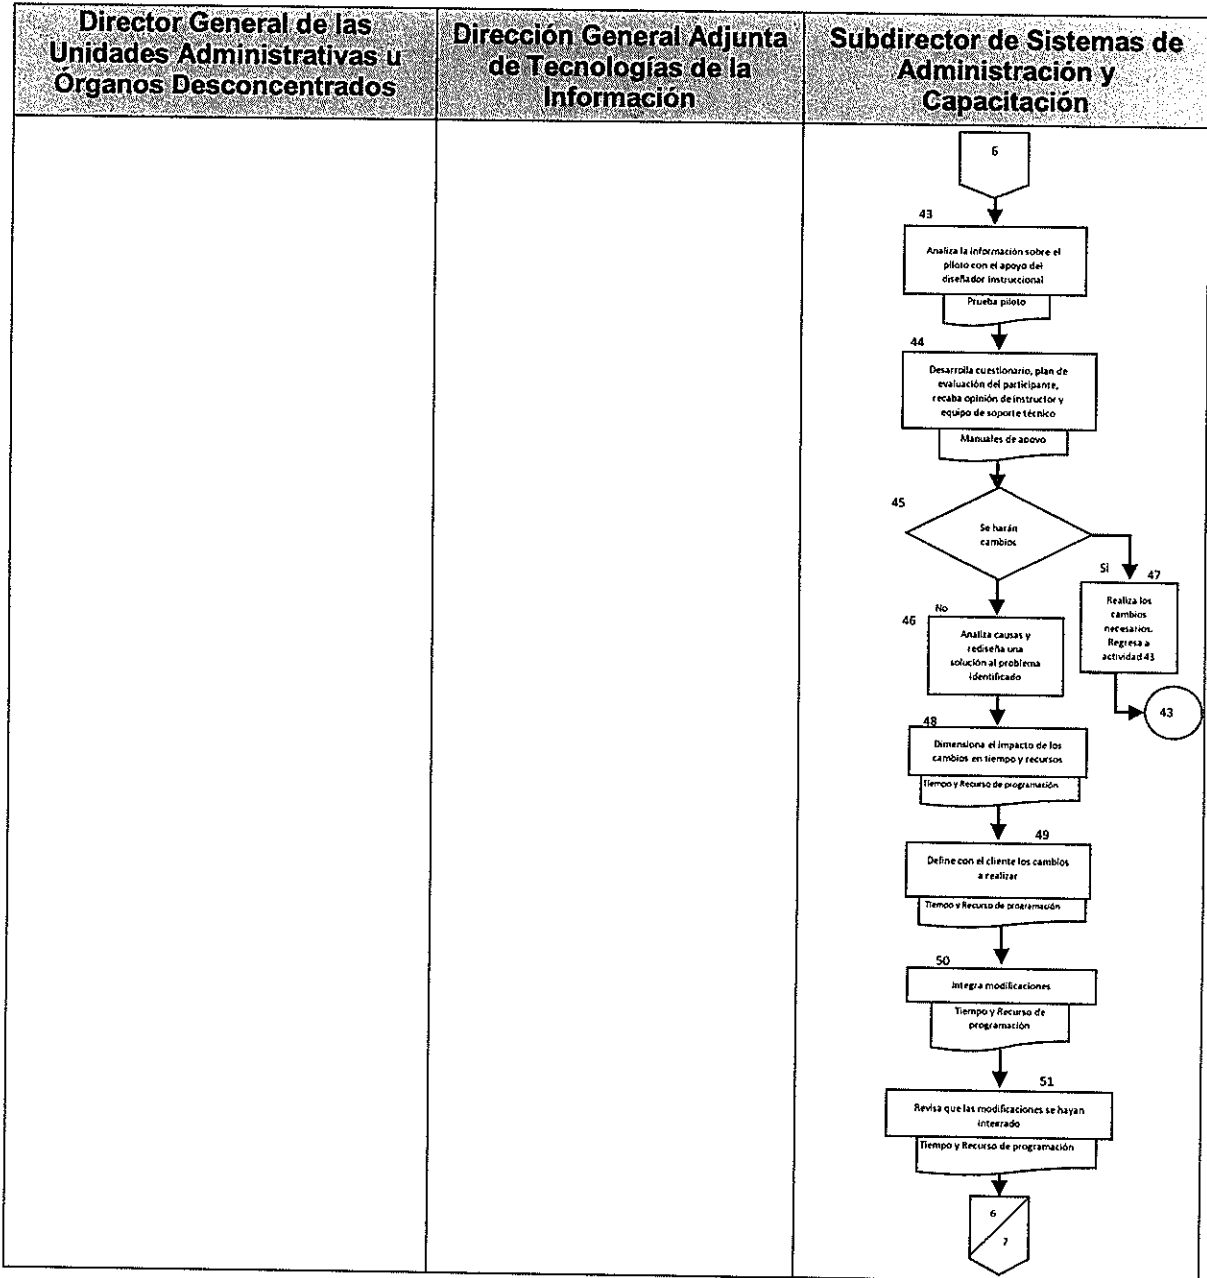 Director General de las
Unidades Administrativas u
Órganos Desconcentrados
Dirección General Adjunta
de Tecnologías de la
Información
Subdirector de Sistemas de
Administración y
Capacitación
6
43
Analiza la información sobre el
piloto con el apoyo del
diseñador instruccional
Prueba piloto
44
Desarrolla cuestionario, plan de
evaluación del participante,
recaba opinión de instructor y
equipo de soporte técnico
Manuales de apoyo
45
Se harán
cambios
Si
47
Realiza los
cambios
necesarios.
Regresa a
actividad 43
43
No
46
Analiza causas y
rediseña una
solución al problema
identificado
48
Dimensiona el impacto de los
cambios en tiempo y recursos
Tiempo y Recurso de programación
49
Define con el cliente los cambios
a realizar
Tiempo y Recurso de programación
50
Integra modificaciones
Tiempo y Recurso de
programación
51
Revisa que las modificaciones se hayan
integrado
Tiempo y Recurso de programación
6
7